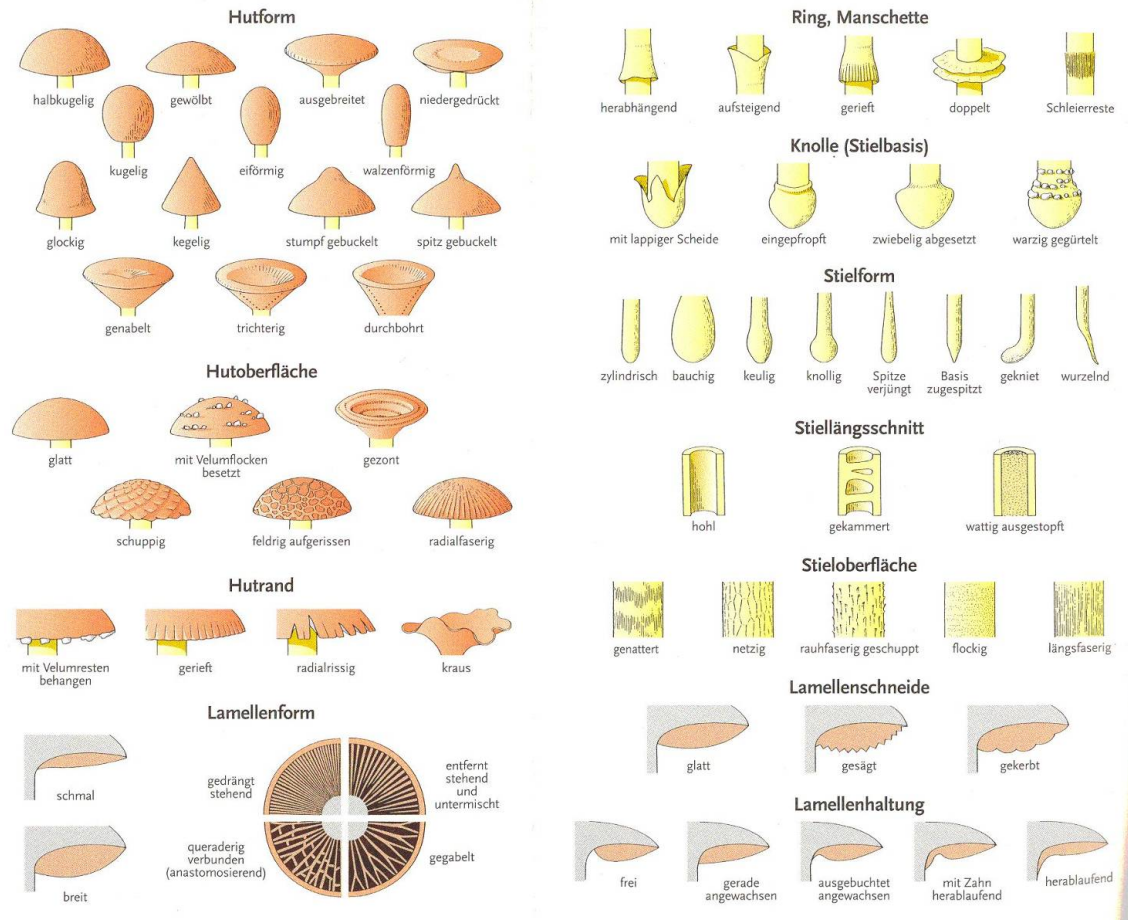 Hutform
halbkugelig
gewölbt
ausgebreitet
niedergedrückt
kugelig
eiförmig
walzenförmig
glockig
kegelig
stumpf gebuckelt
spitz gebuckelt
genabelt
trichterig
durchbohrt
Hutoberfläche
glatt
mit Velumflocken
besetzt
gezont
schuppig
feldrig aufgerissen
radialfaserig
Hutrand
mit Velumresten
behangen
gerieft
radialrissig
kraus
Lamellenform
schmal
breit
gedrängt
stehend
entfernt
stehend
und
untermischt
queraderig
verbunden
(anastomosierend)
gegabelt
Ring, Manschette
herabhängend
aufsteigend
gerieft
doppelt
Schleierreste
Knolle (Stielbasis)
mit lappiger Scheide
eingepfropft
zwiebelig abgesetzt
warzig gegürtelt
Stielform
zylindrisch
bauchig
keulig
knollig
Spitze
verjüngt
Basis
zugespitzt
gekniet
wurzelnd
Stiellängsschnitt
hohl
gekammert
wattig ausgestopft
Stieloberfläche
genattert
netzig
rauhfaserig geschuppt
flockig
längsfaserig
Lamellenschneide
glatt
gesägt
gekerbt
Lamellenhaltung
frei
gerade
angewachsen
ausgebuchtet
angewachsen
mit Zahn
herablaufend
herablaufend